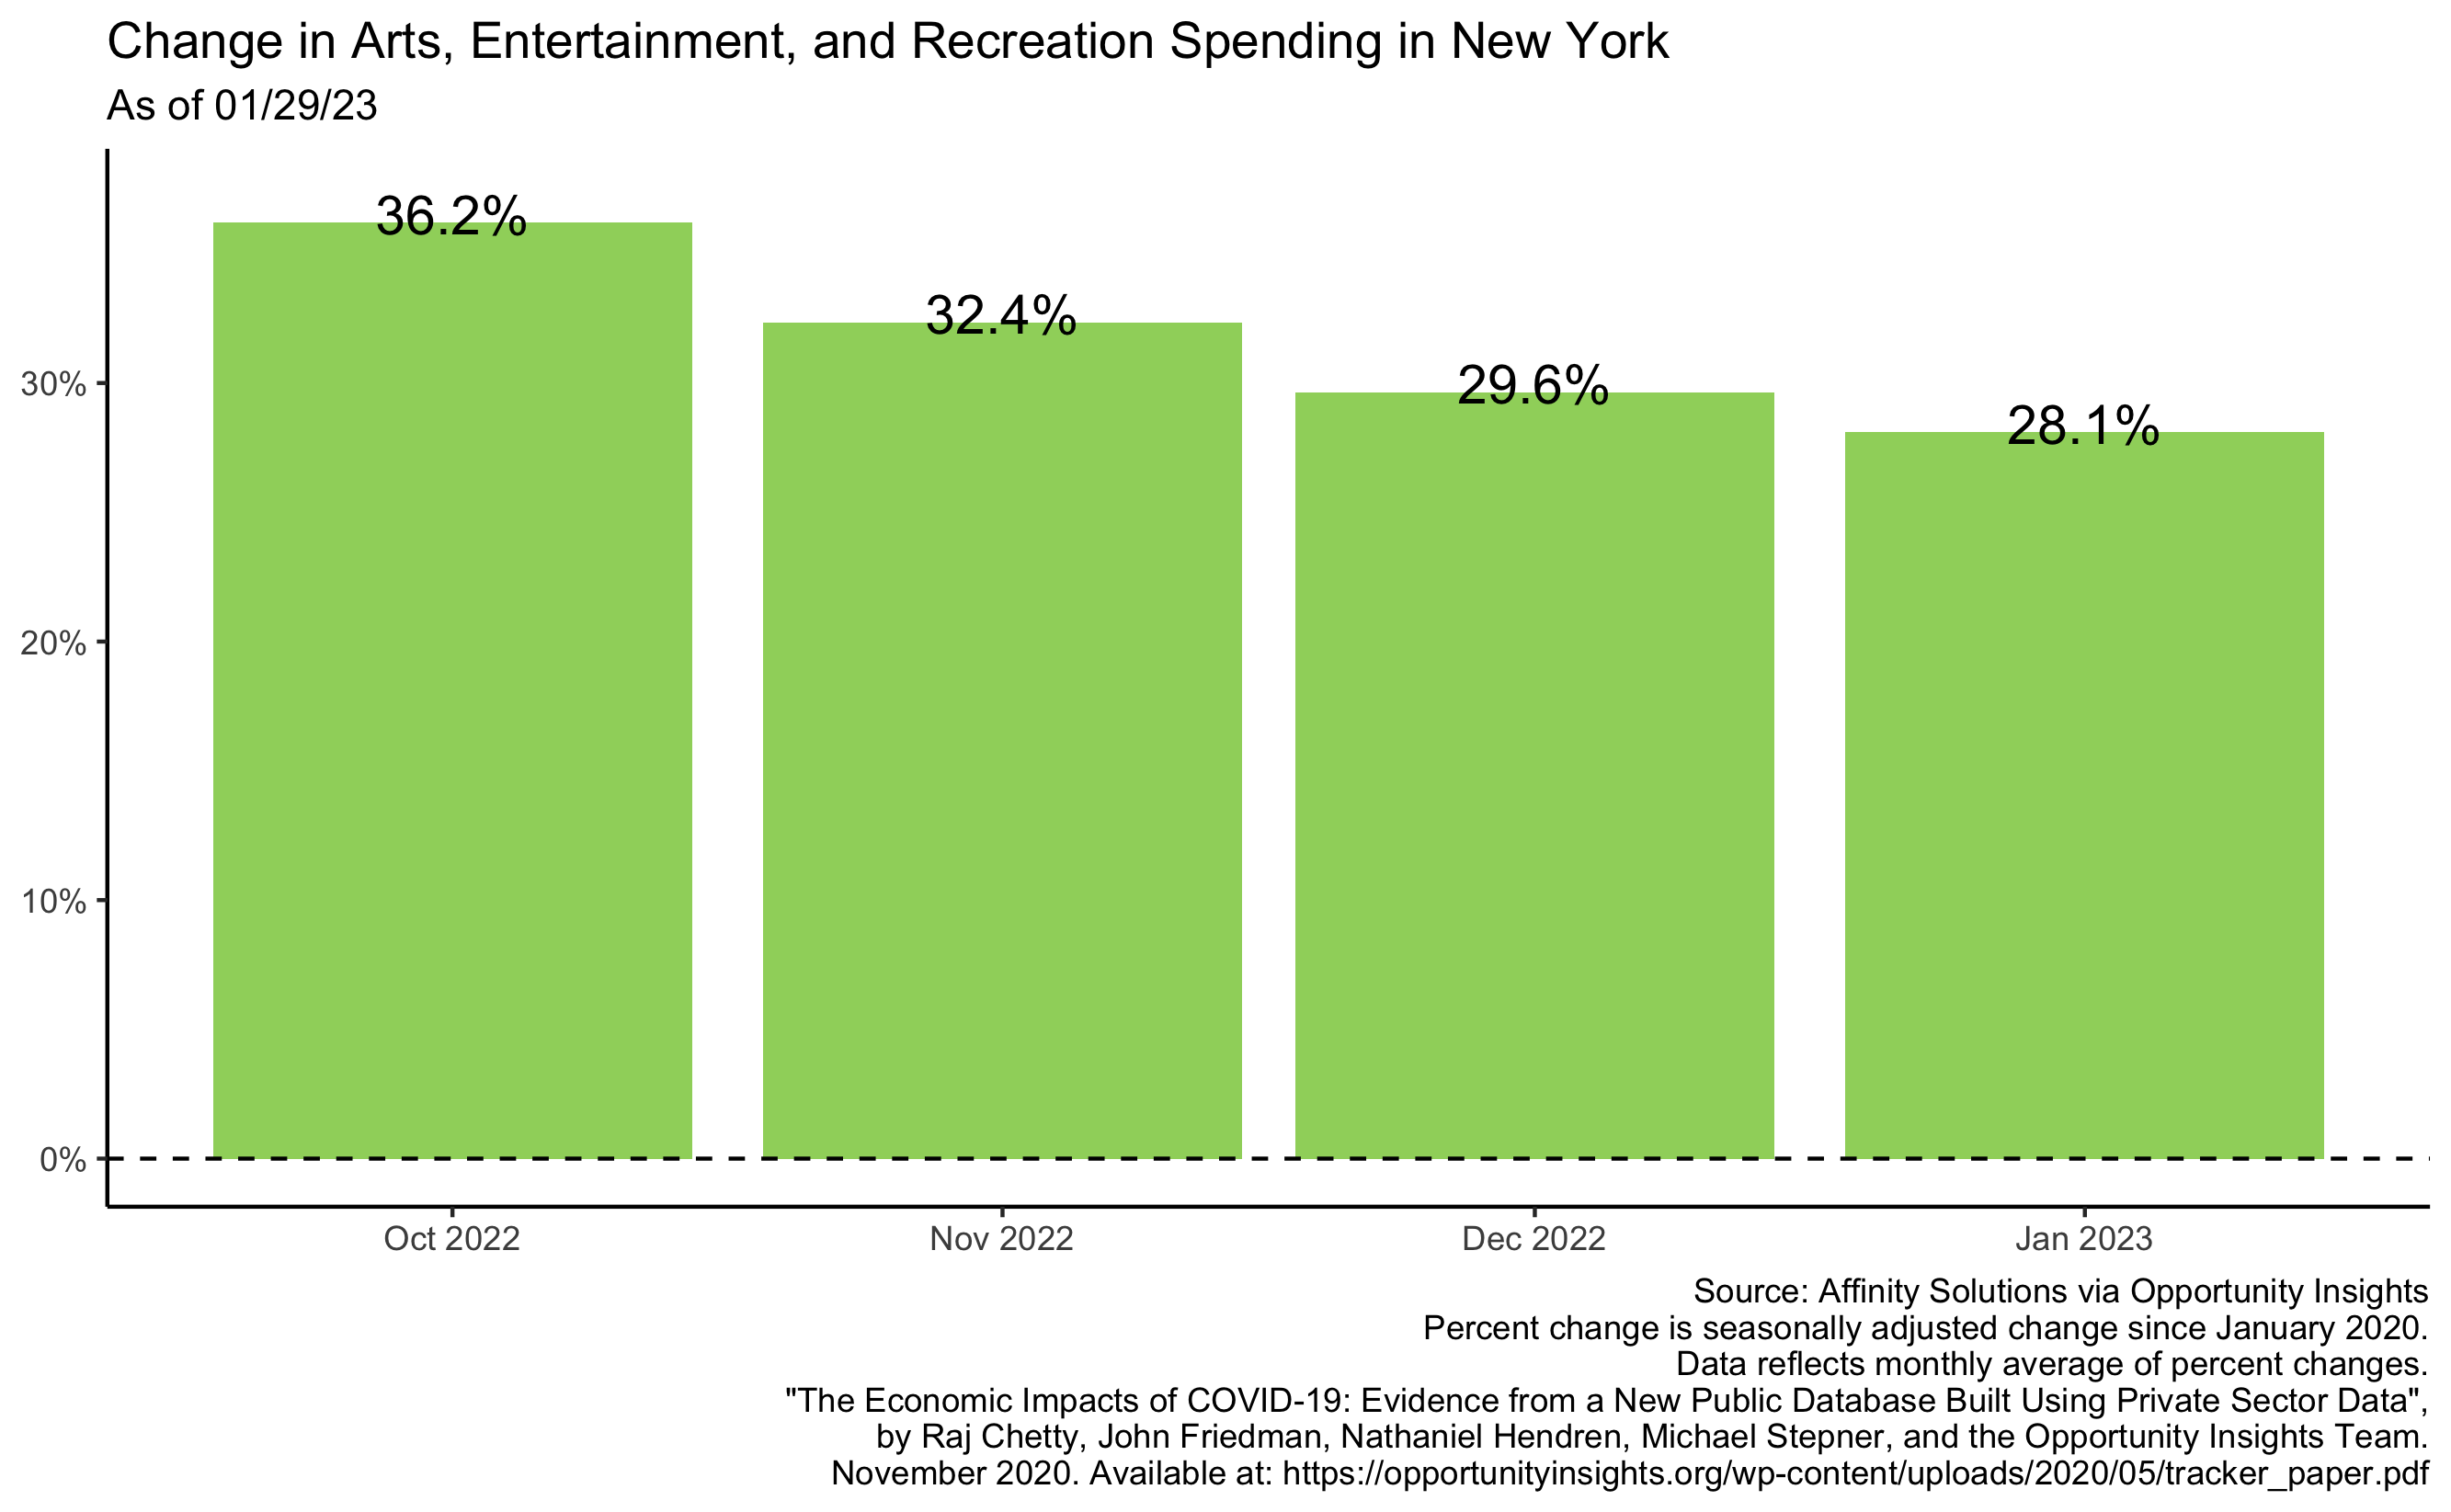 Change in Arts, Entertainment, and Recreation Spending in New York
As of 01/29/23
36.2%
32.4%
29.6%
28.1%
30%
20%
10%
0%
Oct 2022
Nov 2022
Dec 2022
Jan 2023
Source: Affinity Solutions via Opportunity Insights
Percent change is seasonally adjusted change since January 2020.
Data reflects monthly average of percent changes.
"The Economic Impacts of COVID-19: Evidence from a New Public Database Built Using Private Sector Data",
by Raj Chetty, John Friedman, Nathaniel Hendren, Michael Stepner, and the Opportunity Insights Team.
November 2020. Available at: https://opportunityinsights.org/wp-content/uploads/2020/05/tracker_paper.pdf